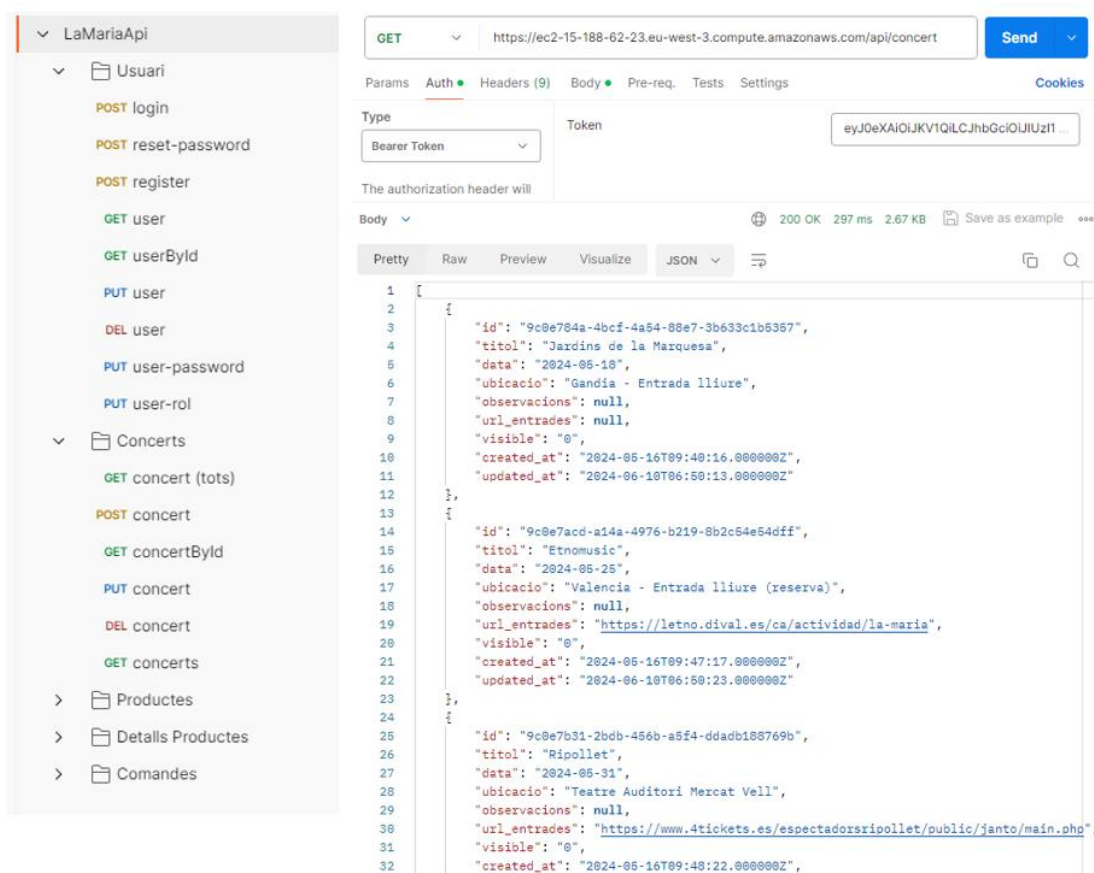 LaMariaApi
Usuari
POST login
POST reset-password
POST register
GET user
GET userById
PUT user
DEL user
PUT user-password
PUT user-rol
Concerts
GET concert (tots)
POST concert
GET concertById
PUT concert
DEL concert
GET concerts
Productes
Detalls Productes
Comandes
GET https://ec2-15-188-62-23.eu-west-3.compute.amazonaws.com/api/concert Send
Params Auth Headers (9) Body Pre-req. Tests Settings Cookies
Type
Token eyJ0eXAiOiJKV1QiLCJhbGciOiJIUzI1 ...
Bearer Token
The authorization header will
Body 200 OK 297 ms 2.67 KB Save as example
Pretty Raw Preview Visualize JSON
1 [
2 {
3 "id": "9c0e784a-4bcf-4a54-88e7-3b633c1b5357",
4 "titol": "Jardins de la Marquesa",
5 "data": "2024-05-18",
6 "ubicacio": "Gandia - Entrada lliure",
7 "observacions": null,
8 "url_entrades": null,
9 "visible": "0",
10 "created_at": "2024-05-16T09:40:16.000000Z",
11 "updated_at": "2024-06-10T06:50:13.000000Z"
12 },
13 {
14 "id": "9c0e7acd-a14a-4976-b219-8b2c54e54dff",
15 "titol": "Etnomusic",
16 "data": "2024-05-25",
17 "ubicacio": "Valencia - Entrada lliure (reserva)",
18 "observacions": null,
19 "url_entrades": "https://letno.dival.es/ca/actividad/la-maria",
20 "visible": "0",
21 "created_at": "2024-05-16T09:47:17.000000Z",
22 "updated_at": "2024-06-10T06:50:23.000000Z"
23 },
24 {
25 "id": "9c0e7b31-2bdb-456b-a5f4-ddadb188769b",
26 "titol": "Ripollet",
27 "data": "2024-05-31",
28 "ubicacio": "Teatre Auditori Mercat Vell",
29 "observacions": null,
30 "url_entrades": "https://www.4tickets.es/espectadorsripollet/public/janto/main.php",
31 "visible": "0",
32 "created_at": "2024-05-16T09:48:22.000000Z",